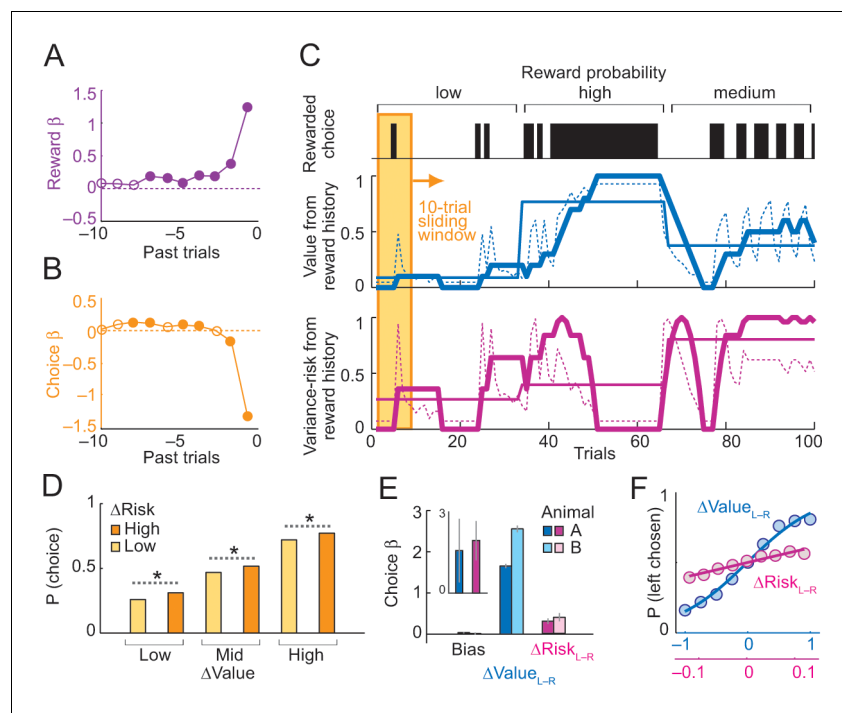 A
Reward β
1.5
1
0.5
0
−0.5
−10
−5
0
Past trials
B
Choice β
0.5
0
−0.5
−1
−1.5
−10
−5
0
Past trials
C
Reward probability
low
high
medium
Rewarded
choice
10-trial
sliding
window
Value from
reward history
1
0.5
0
Variance-risk from
reward history
1
0.5
0
1
20
40
60
80
100
Trials
D
P (choice)
1
0.5
0
ΔRisk
High
Low
*
*
*
Low
Mid
High
ΔValue
E
Choice β
3
2
1
0
3
0
Animal
A
B
Bias
ΔValueL−R
ΔRiskL−R
F
P (left chosen)
1
0
ΔValueL−R
ΔRiskL−R
−1
0
1
−0.1
0
0.1